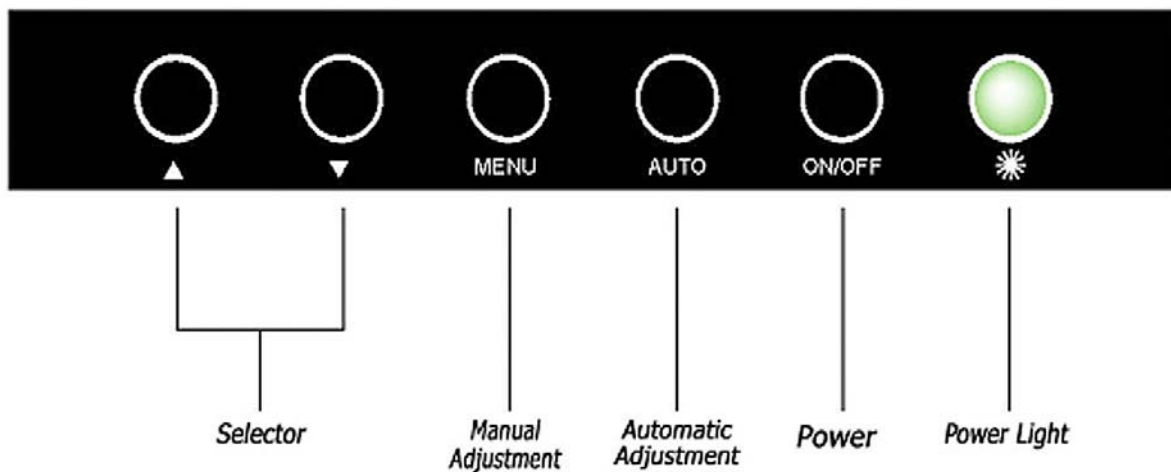 ▲ ▼ MENU AUTO ON/OFF
Selector
Manual
Adjustment
Automatic
Adjustment
Power
Power Light